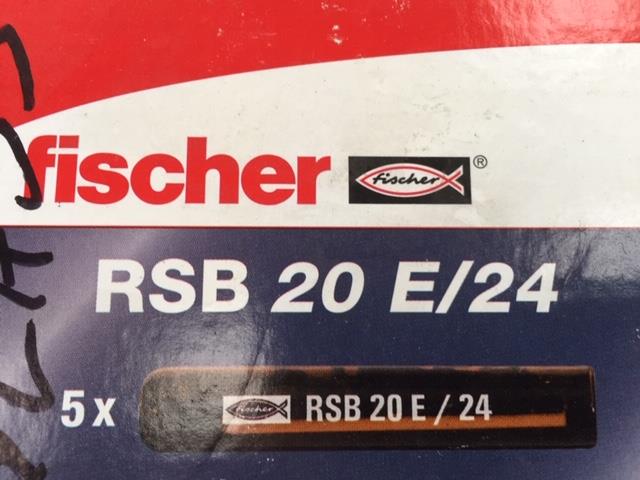 fischer fischer ®
RSB 20 E/24
5 x fischer RSB 20 E / 24